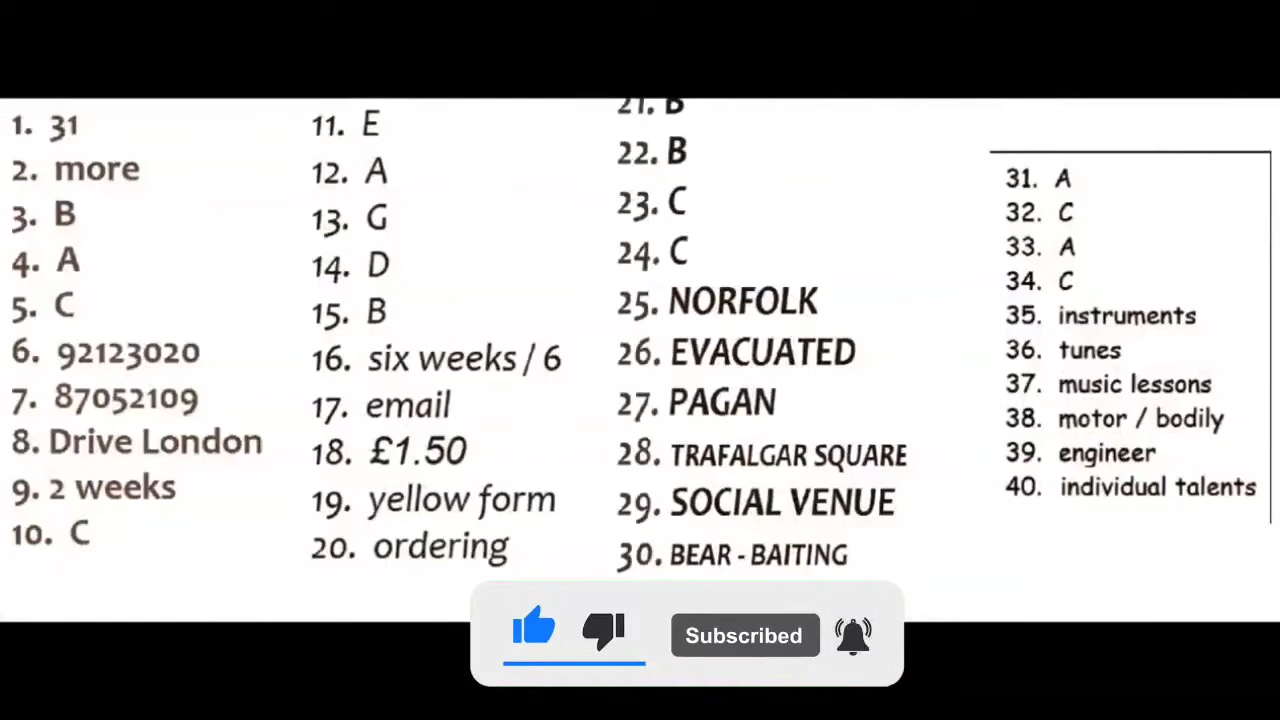 1. 31
2. more
3. B
4. A
5. C
6. 92123020
7. 87052109
8. Drive London
9. 2 weeks
10. C
11. E
12. A
13. G
14. D
15. B
16. six weeks / 6
17. email
18. £1.50
19. yellow form
20. ordering
21. B
22. B
23. C
24. C
25. NORFOLK
26. EVACUATED
27. PAGAN
28. TRAFALGAR SQUARE
29. SOCIAL VENUE
30. BEAR - BAITING
31. A
32. C
33. A
34. C
35. instruments
36. tunes
37. music lessons
38. motor / bodily
39. engineer
40. individual talents
Subscribed